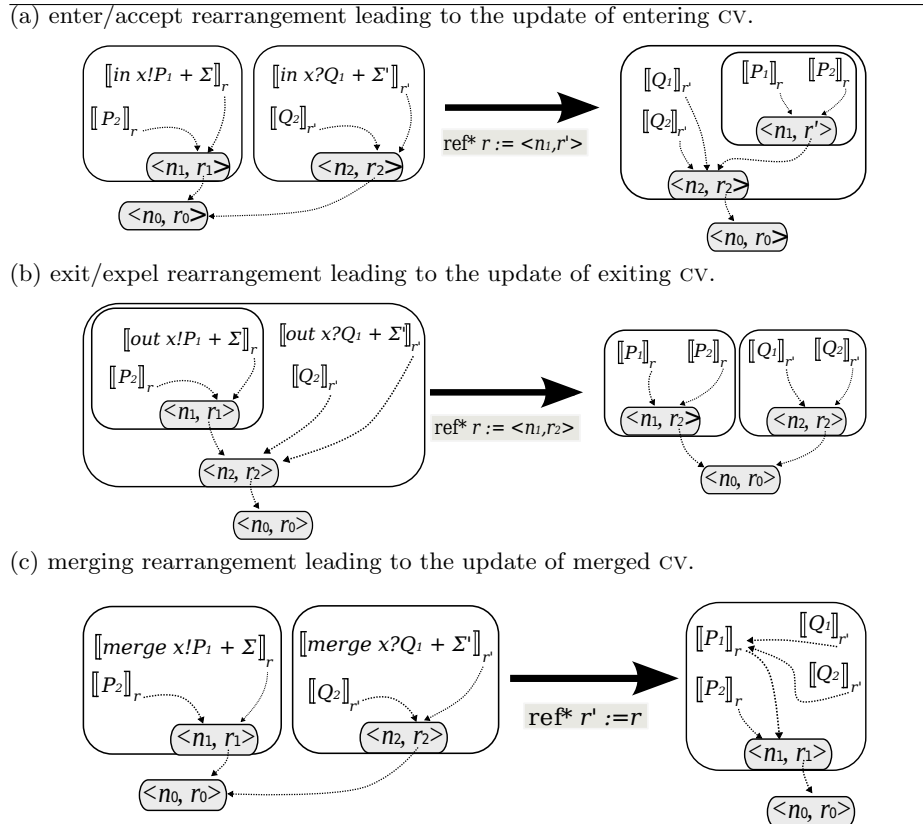 (a) enter/accept rearrangement leading to the update of entering CV.
⟦in x!P₁ + Σ⟧r
⟦in x?Q₁ + Σ'⟧r'
⟦P₂⟧r
⟦Q₂⟧r'
<n₁, r₁>
<n₂, r₂>
<n₀, r₀>
ref* r := <n₁,r'>
⟦Q₁⟧r'
⟦P₁⟧r
⟦P₂⟧r
⟦Q₂⟧r'
<n₁, r'>
<n₂, r₂>
<n₀, r₀>
(b) exit/expel rearrangement leading to the update of exiting CV.
⟦out x!P₁ + Σ⟧r
⟦out x?Q₁ + Σ'⟧r'
⟦P₂⟧r
⟦Q₂⟧r'
<n₁, r₁>
<n₂, r₂>
<n₀, r₀>
ref* r := <n₁,r₂>
⟦P₁⟧r
⟦P₂⟧r
⟦Q₁⟧r'
⟦Q₂⟧r'
<n₁, r₂>
<n₂, r₂>
<n₀, r₀>
(c) merging rearrangement leading to the update of merged CV.
⟦merge x!P₁ + Σ⟧r
⟦merge x?Q₁ + Σ'⟧r'
⟦P₂⟧r
⟦Q₂⟧r'
<n₁, r₁>
<n₂, r₂>
<n₀, r₀>
ref* r' :=r
⟦P₁⟧r
⟦Q₁⟧r'
⟦P₂⟧r
⟦Q₂⟧r'
<n₁, r₁>
<n₀, r₀>